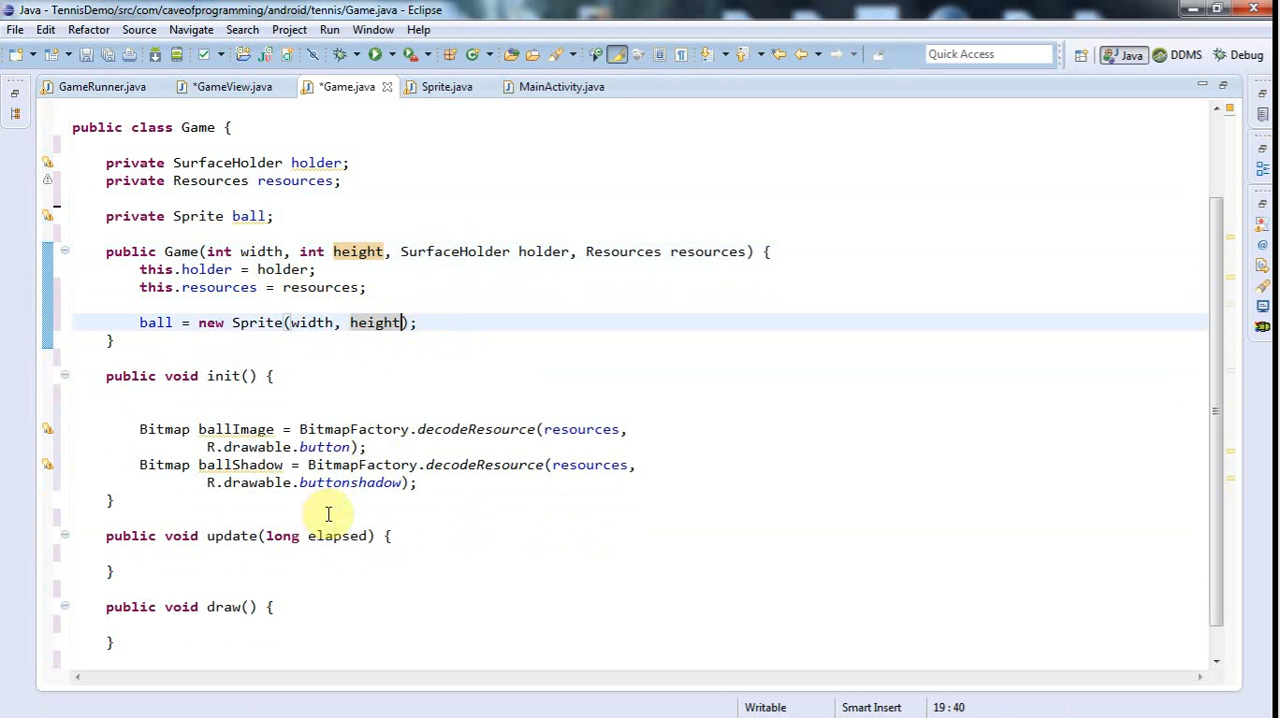 Java - TennisDemo/src/com/caveofprogramming/android/tennis/Game.java - Eclipse
File Edit Refactor Source Navigate Search Project Run Window Help
Quick Access Java DDMS Debug
GameRunner.java *GameView.java *Game.java Sprite.java MainActivity.java
public class Game {
private SurfaceHolder holder;
private Resources resources;
private Sprite ball;
public Game(int width, int height, SurfaceHolder holder, Resources resources) {
this.holder = holder;
this.resources = resources;
ball = new Sprite(width, height);
}
public void init() {
Bitmap ballImage = BitmapFactory.decodeResource(resources,
R.drawable.button);
Bitmap ballShadow = BitmapFactory.decodeResource(resources,
R.drawable.buttonshadow);
}
public void update(long elapsed) {
}
public void draw() {
}
Writable Smart Insert 19 : 40